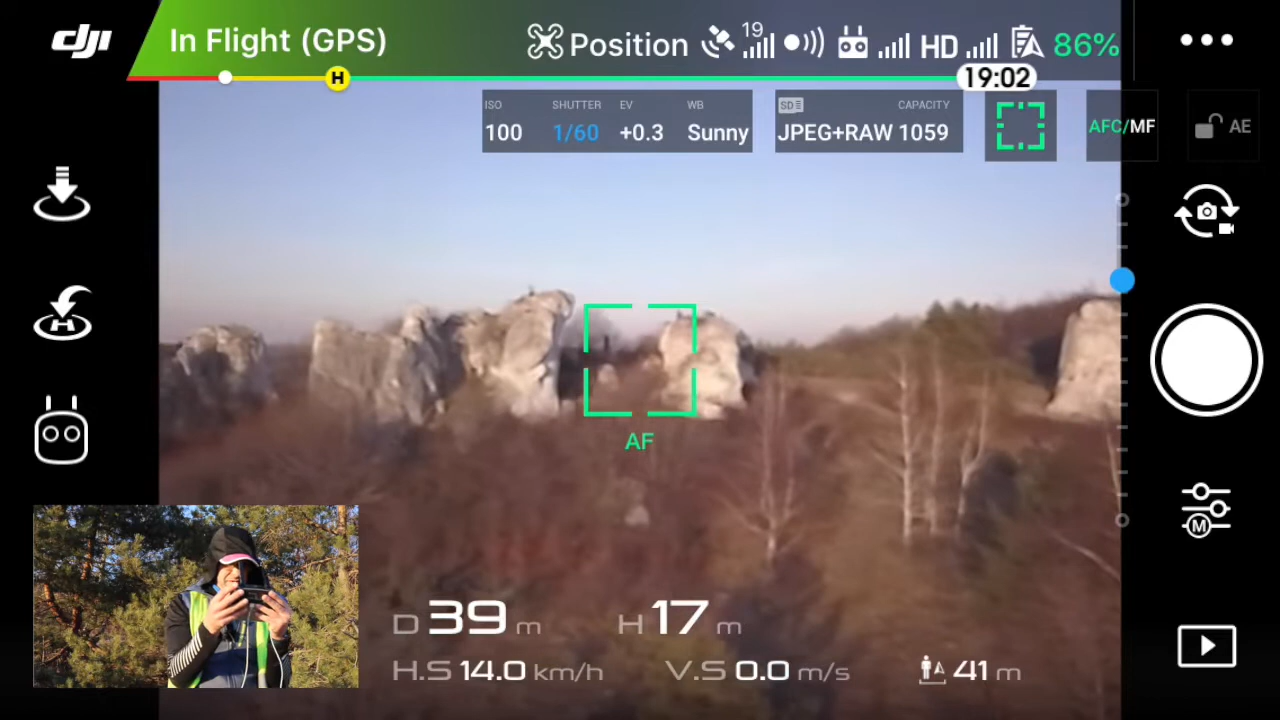 dji In Flight (GPS) Position 19 HD 86%
H 19:02
ISO SHUTTER EV WB SD CAPACITY
100 1/60 +0.3 Sunny JPEG+RAW 1059 AFC/MF AE
H
AF
M
D 39 m H 17 m
H.S 14.0 km/h V.S 0.0 m/s 41 m